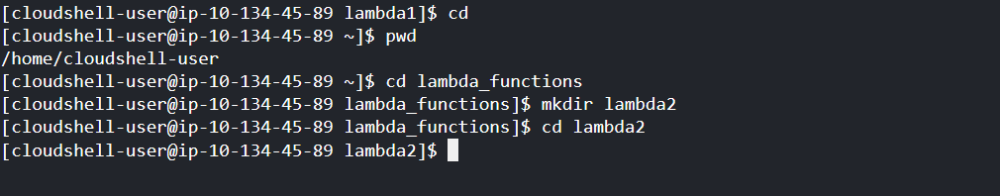 [cloudshell-user@ip-10-134-45-89 lambda1]$ cd
[cloudshell-user@ip-10-134-45-89 ~]$ pwd
/home/cloudshell-user
[cloudshell-user@ip-10-134-45-89 ~]$ cd lambda_functions
[cloudshell-user@ip-10-134-45-89 lambda_functions]$ mkdir lambda2
[cloudshell-user@ip-10-134-45-89 lambda_functions]$ cd lambda2
[cloudshell-user@ip-10-134-45-89 lambda2]$